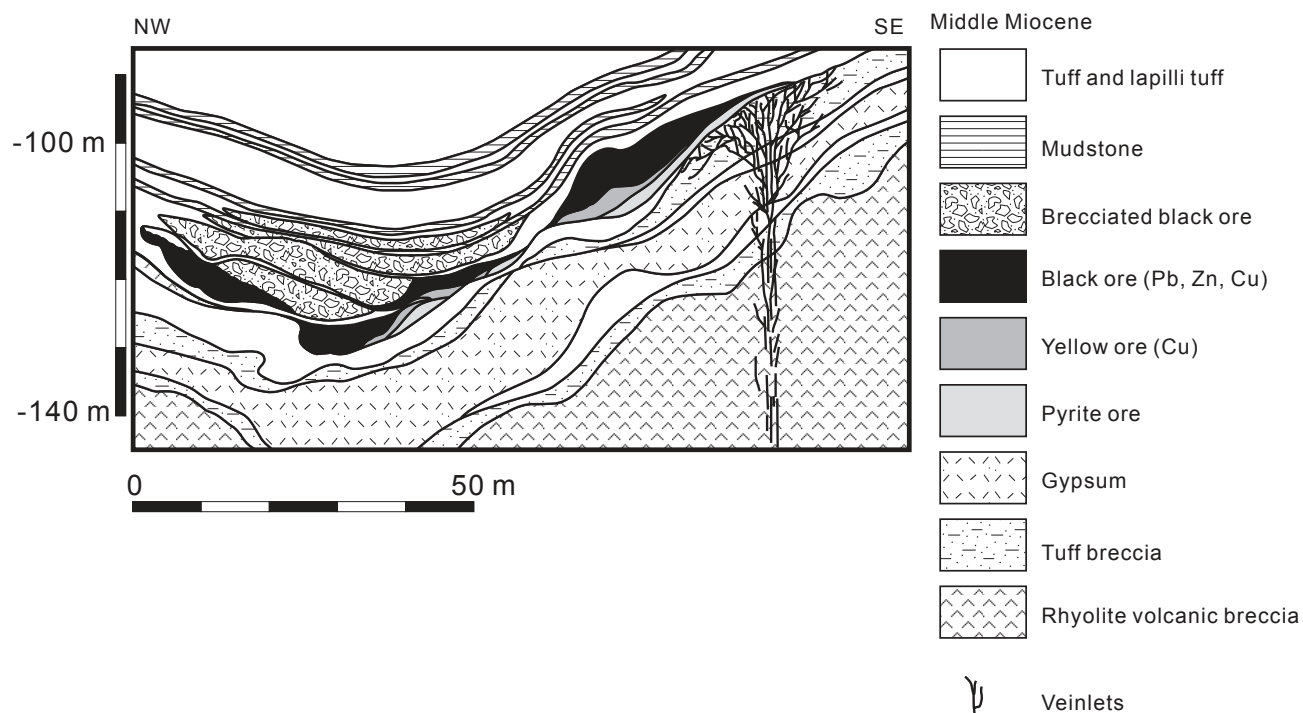 NW
SE
-100 m
-140 m
0
50 m
Middle Miocene
Tuff and lapilli tuff
Mudstone
Brecciated black ore
Black ore (Pb, Zn, Cu)
Yellow ore (Cu)
Pyrite ore
Gypsum
Tuff breccia
Rhyolite volcanic breccia
Veinlets